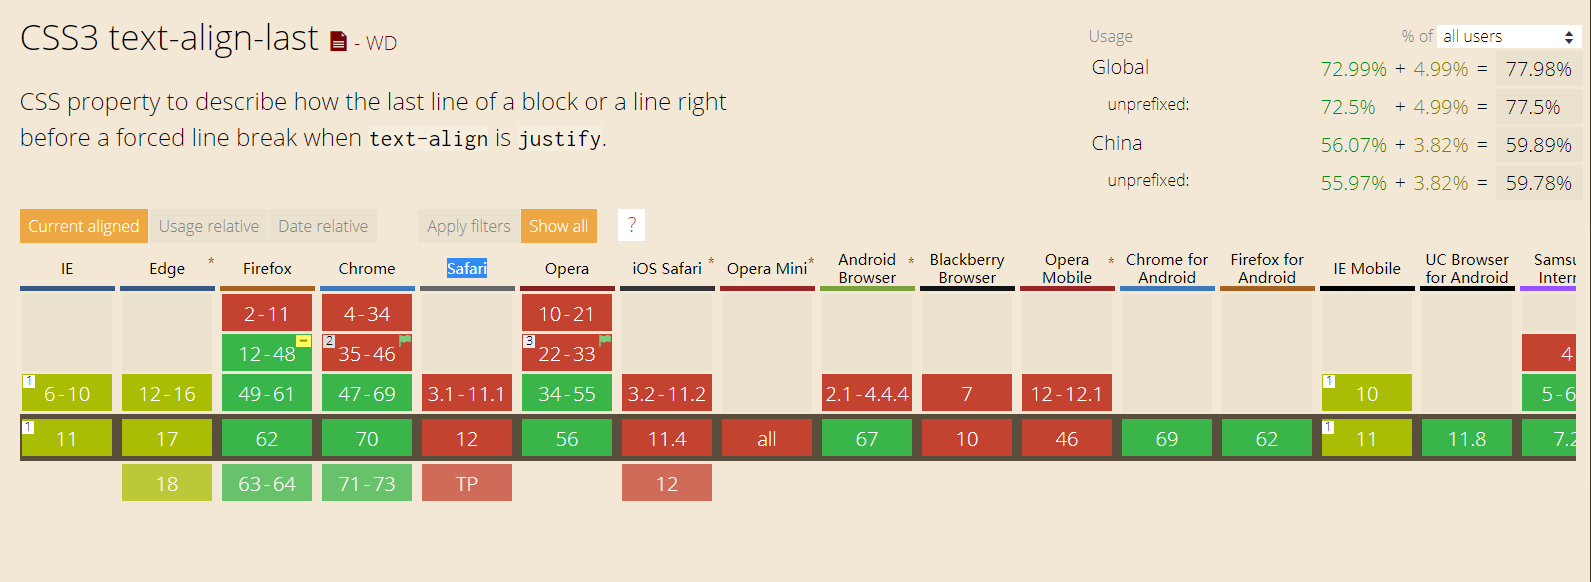 CSS3 text-align-last - WD
Usage % of all users
Global 72.99% + 4.99% = 77.98%
unprefixed: 72.5% + 4.99% = 77.5%
China 56.07% + 3.82% = 59.89%
unprefixed: 55.97% + 3.82% = 59.78%
CSS property to describe how the last line of a block or a line right
before a forced line break when text-align is justify.
Current aligned Usage relative Date relative Apply filters Show all ?
IE Edge * Firefox Chrome Safari Opera iOS Safari * Opera Mini * Android Browser * Blackberry Browser Opera Mobile * Chrome for Android Firefox for Android IE Mobile UC Browser for Android Samsu Intern
2-11 4-34 10-21
12-48 2 35-46 3 22-33 4
1 6-10 12-16 49-61 47-69 3.1-11.1 34-55 3.2-11.2 2.1-4.4.4 7 12-12.1 1 10 5-6
1 11 17 62 70 12 56 11.4 all 67 10 46 69 62 1 11 11.8 7.2
18 63-64 71-73 TP 12